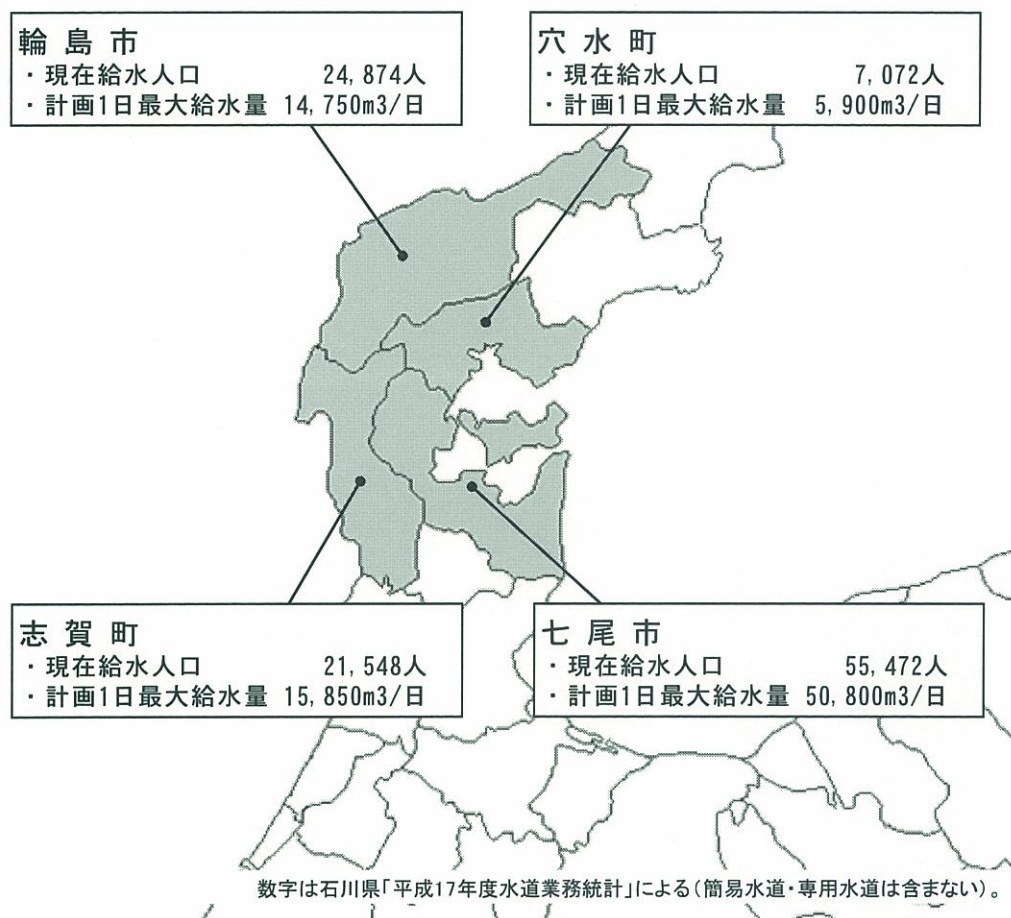 輪島市
・現在給水人口 24,874人
・計画1日最大給水量 14,750m3/日
穴水町
・現在給水人口 7,072人
・計画1日最大給水量 5,900m3/日
志賀町
・現在給水人口 21,548人
・計画1日最大給水量 15,850m3/日
七尾市
・現在給水人口 55,472人
・計画1日最大給水量 50,800m3/日
数字は石川県「平成17年度水道業務統計」による(簡易水道・専用水道は含まない)。